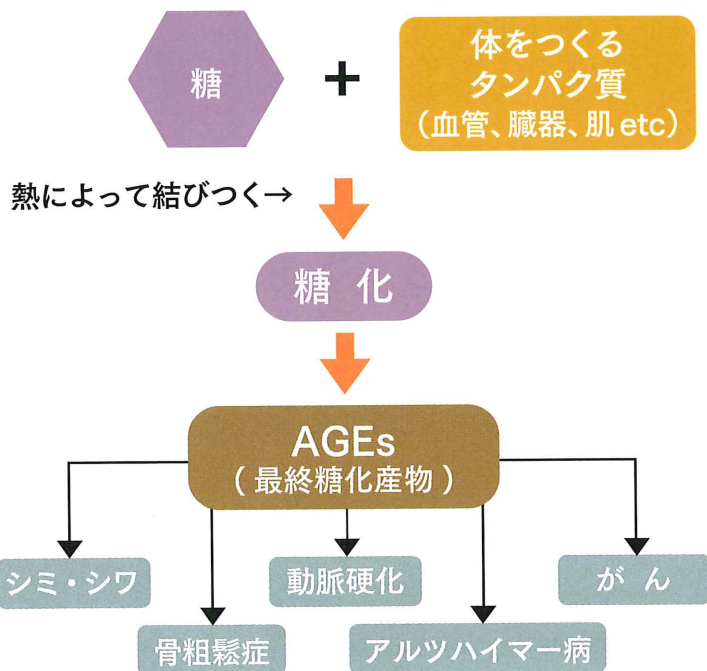 糖
+
体をつくる
タンパク質
(血管、臓器、肌 etc)
熱によって結びつく→
糖 化
AGEs
(最終糖化産物)
シミ・シワ
動脈硬化
がん
骨粗鬆症
アルツハイマー病